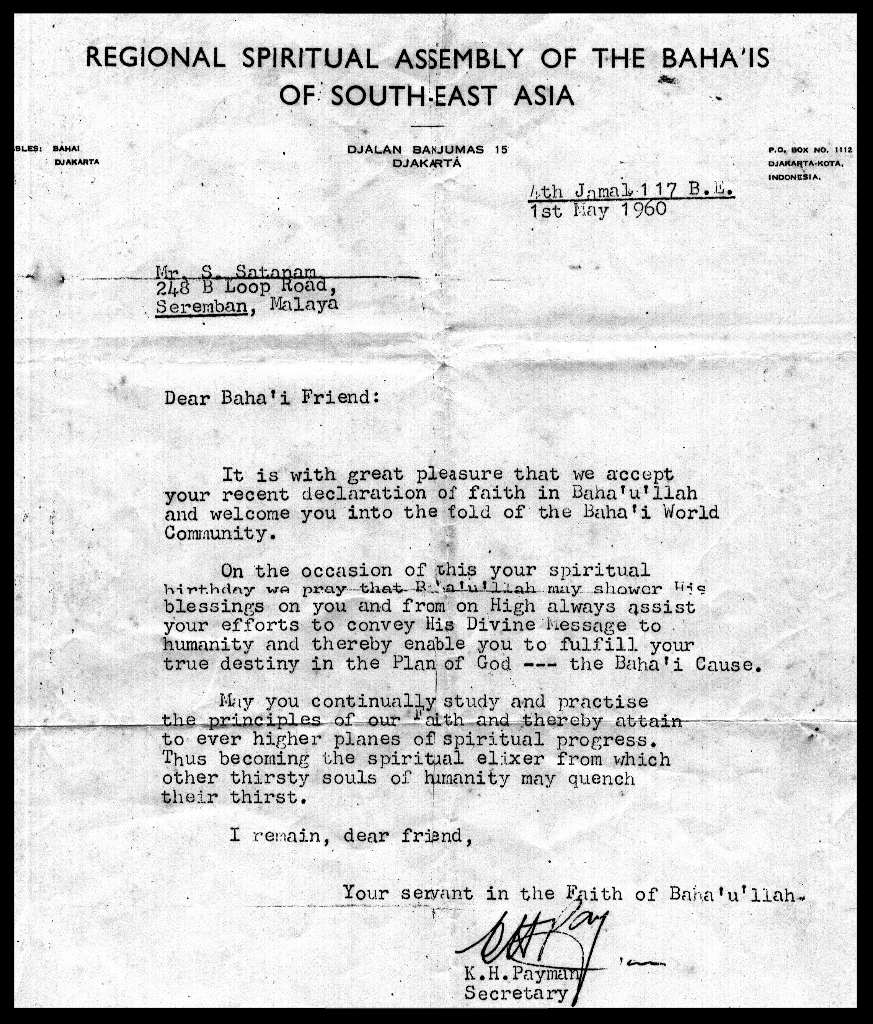 REGIONAL SPIRITUAL ASSEMBLY OF THE BAHA'IS
OF SOUTH-EAST ASIA
BLES: BAHAI
DJAKARTA
DJALAN BANJUMAS 15
DJAKARTA
P.O. BOX NO. 1112
DJAKARTA-KOTA,
INDONESIA.
4th Jamal 117 B.E.
1st May 1960
Mr. S. Satanam
248 B Loop Road,
Seremban, Malaya
Dear Baha'i Friend:
It is with great pleasure that we accept
your recent declaration of faith in Baha'u'llah
and welcome you into the fold of the Baha'i World
Community.
On the occasion of this your spiritual
birthday we pray that Baha'u'llah may shower His
blessings on you and from on High always assist
your efforts to convey His Divine Message to
humanity and thereby enable you to fulfill your
true destiny in the Plan of God --- the Baha'i Cause.
May you continually study and practise
the principles of our Faith and thereby attain
to ever higher planes of spiritual progress.
Thus becoming the spiritual elixer from which
other thirsty souls of humanity may quench
their thirst.
I remain, dear friend,
Your servant in the Faith of Baha'u'llah.
K.H.Payman
Secretary